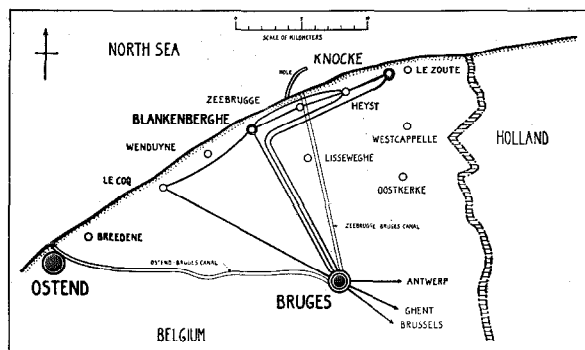 SCALE OF KILOMETERS
NORTH SEA
KNOCKE
LE ZOUTE
MOLE
ZEEBRUGGE
HEYST
BLANKENBERGHE
WESTCAPPELLE
HOLLAND
WENDUYNE
LISSEWEGHE
LE COQ
OOSTKERKE
ZEEBRUGGE BRUGES CANAL
BREEDENE
OSTEND-BRUGES CANAL
OSTEND
BRUGES
ANTWERP
GHENT
BRUSSELS
BELGIUM